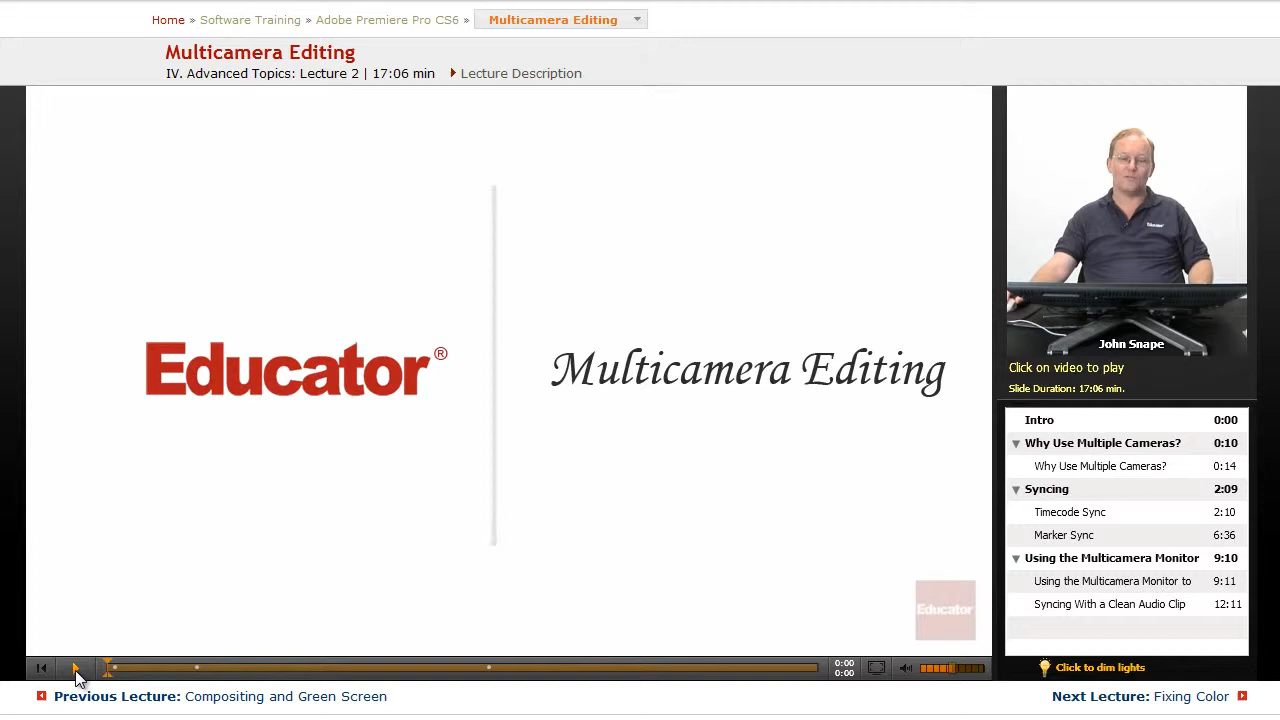 Home » Software Training » Adobe Premiere Pro CS6 » Multicamera Editing
Multicamera Editing
IV. Advanced Topics: Lecture 2 | 17:06 min Lecture Description
Educator®
Multicamera Editing
Educator
Educator
John Snape
Click on video to play
Slide Duration: 17:06 min.
Intro 0:00
Why Use Multiple Cameras? 0:10
Why Use Multiple Cameras? 0:14
Syncing 2:09
Timecode Sync 2:10
Marker Sync 6:36
Using the Multicamera Monitor 9:10
Using the Multicamera Monitor to 9:11
Syncing With a Clean Audio Clip 12:11
0:00
0:00
Click to dim lights
Previous Lecture: Compositing and Green Screen
Next Lecture: Fixing Color